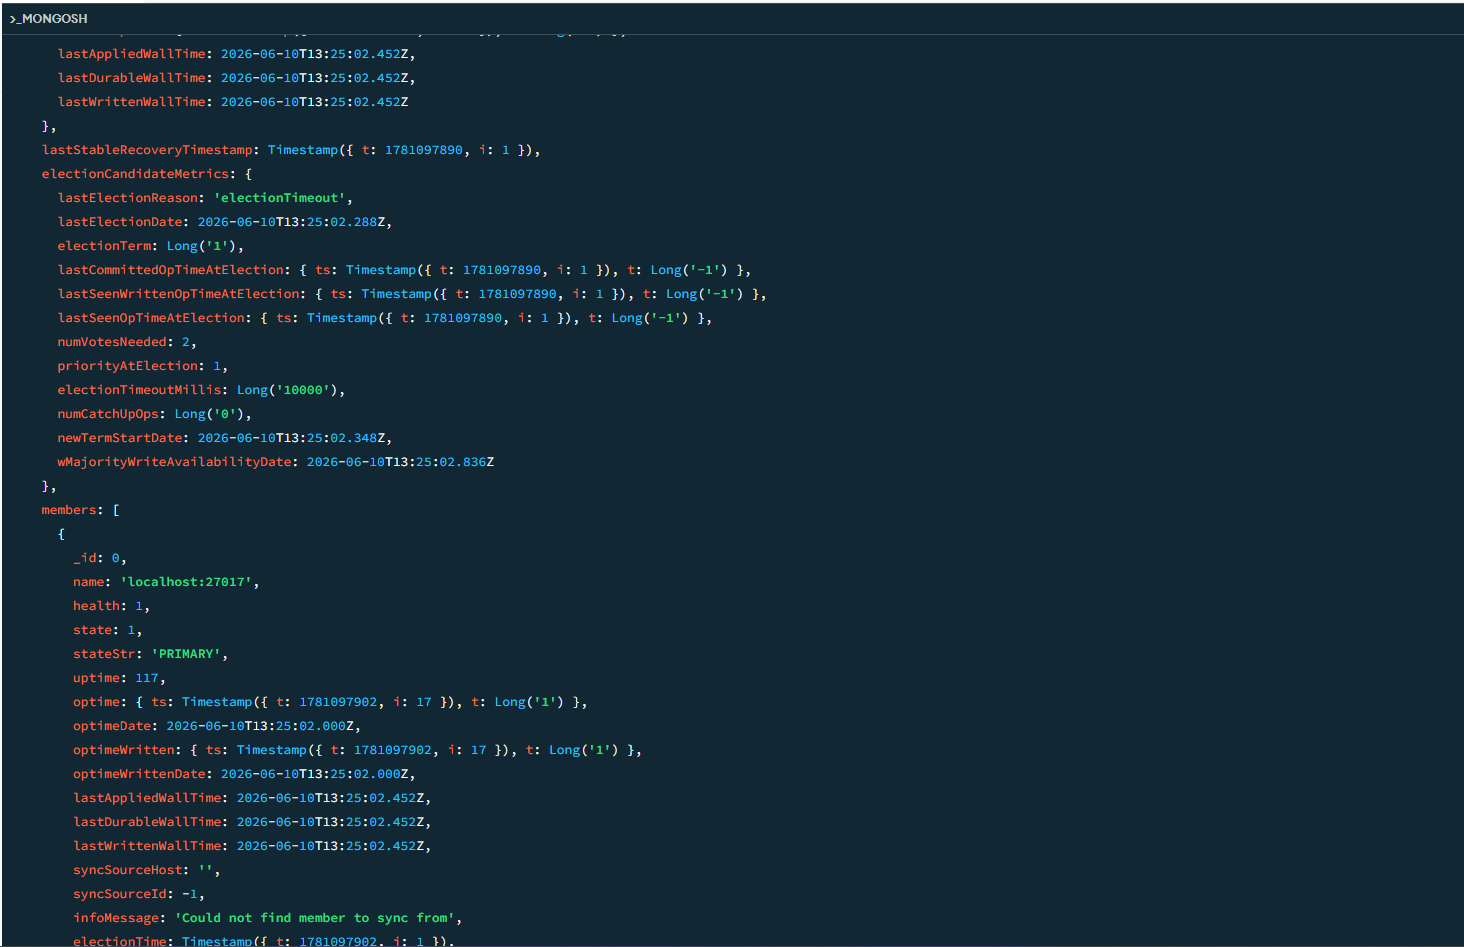 >_MONGOSH
lastAppliedWallTime: 2026-06-10T13:25:02.452Z,
lastDurableWallTime: 2026-06-10T13:25:02.452Z,
lastWrittenWallTime: 2026-06-10T13:25:02.452Z
},
lastStableRecoveryTimestamp: Timestamp({ t: 1781097890, i: 1 }),
electionCandidateMetrics: {
lastElectionReason: 'electionTimeout',
lastElectionDate: 2026-06-10T13:25:02.288Z,
electionTerm: Long('1'),
lastCommittedOpTimeAtElection: { ts: Timestamp({ t: 1781097890, i: 1 }), t: Long('-1') },
lastSeenWrittenOpTimeAtElection: { ts: Timestamp({ t: 1781097890, i: 1 }), t: Long('-1') },
lastSeenOpTimeAtElection: { ts: Timestamp({ t: 1781097890, i: 1 }), t: Long('-1') },
numVotesNeeded: 2,
priorityAtElection: 1,
electionTimeoutMillis: Long('10000'),
numCatchUpOps: Long('0'),
newTermStartDate: 2026-06-10T13:25:02.348Z,
wMajorityWriteAvailabilityDate: 2026-06-10T13:25:02.836Z
},
members: [
{
_id: 0,
name: 'localhost:27017',
health: 1,
state: 1,
stateStr: 'PRIMARY',
uptime: 117,
optime: { ts: Timestamp({ t: 1781097902, i: 17 }), t: Long('1') },
optimeDate: 2026-06-10T13:25:02.000Z,
optimeWritten: { ts: Timestamp({ t: 1781097902, i: 17 }), t: Long('1') },
optimeWrittenDate: 2026-06-10T13:25:02.000Z,
lastAppliedWallTime: 2026-06-10T13:25:02.452Z,
lastDurableWallTime: 2026-06-10T13:25:02.452Z,
lastWrittenWallTime: 2026-06-10T13:25:02.452Z,
syncSourceHost: '',
syncSourceId: -1,
infoMessage: 'Could not find member to sync from',
electionTime: Timestamp({ t: 1781097902, i: 1 }),